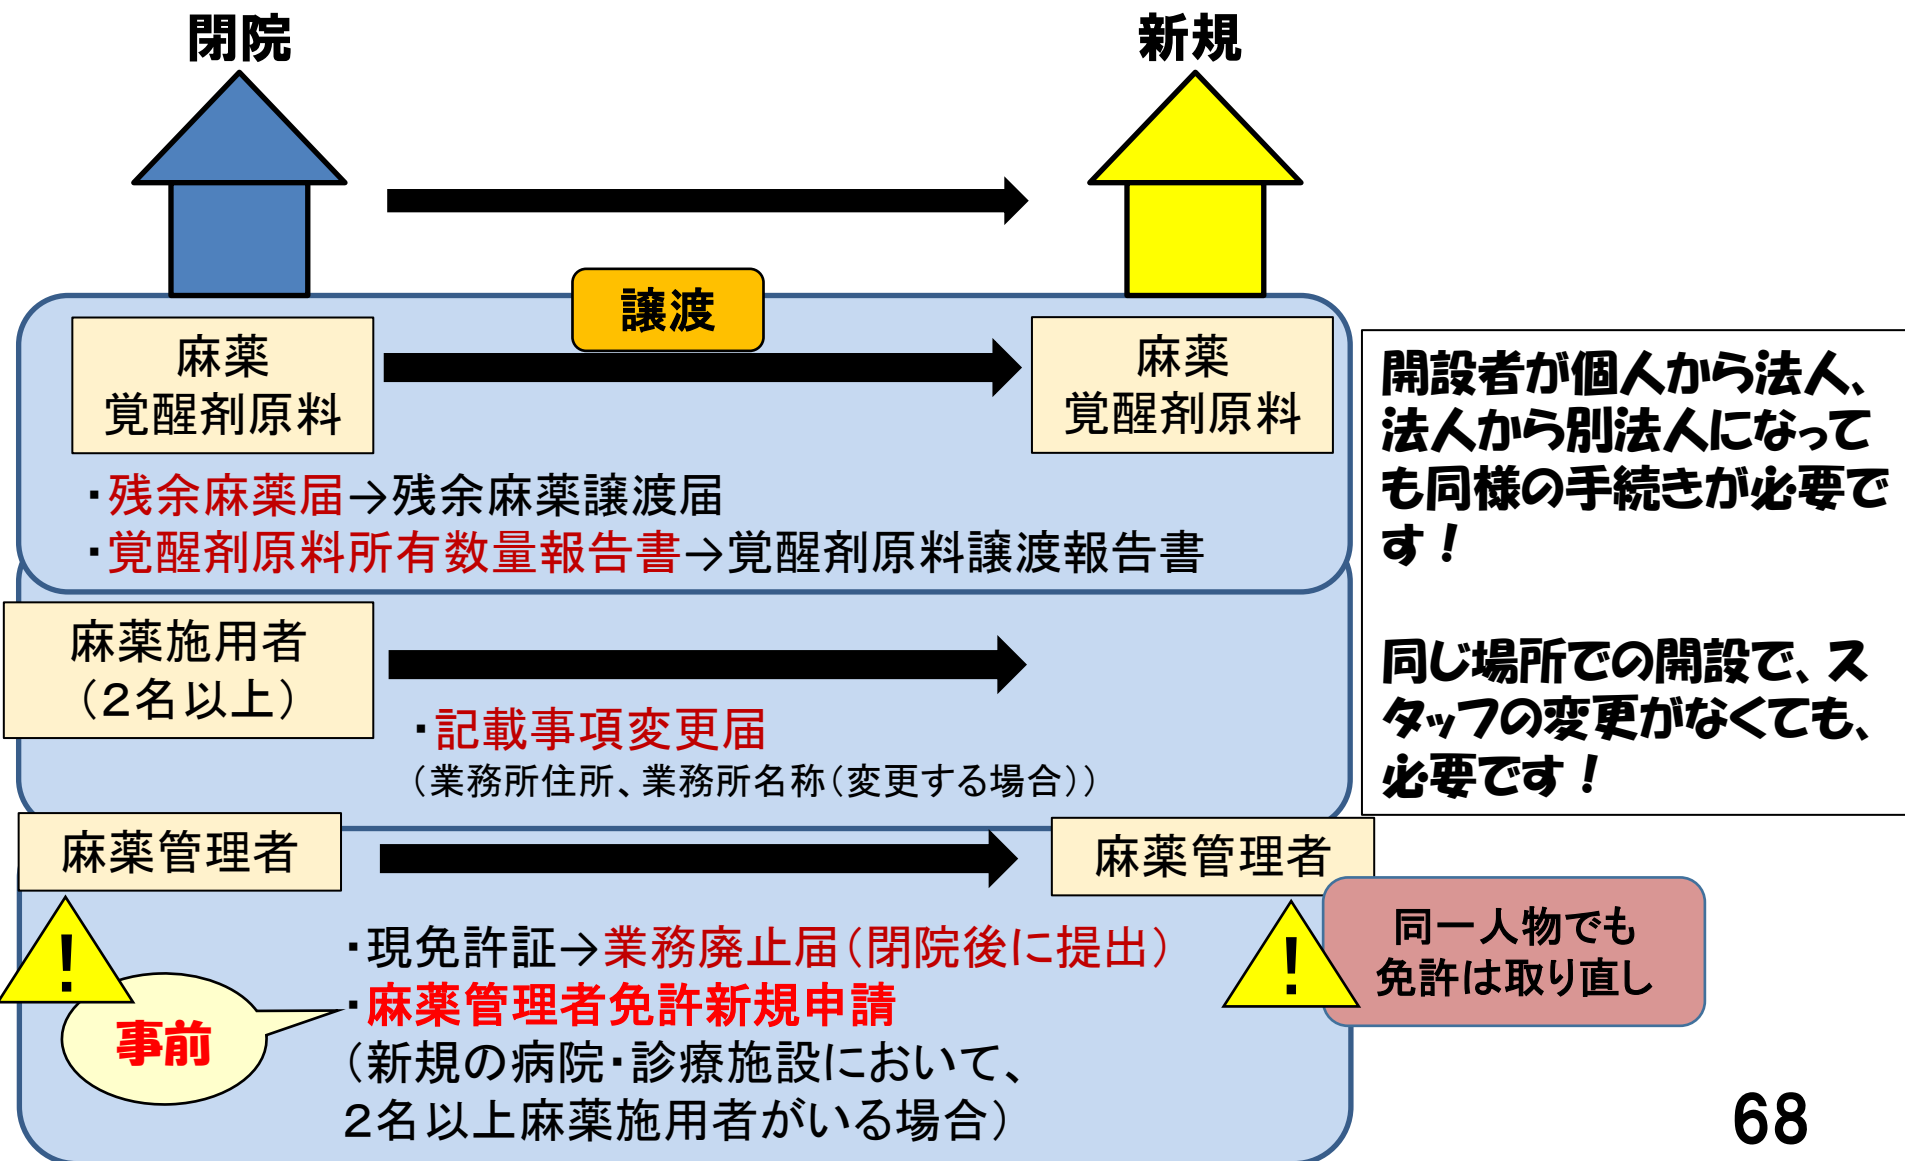 閉院
新規
譲渡
麻薬
覚醒剤原料
麻薬
覚醒剤原料
・残余麻薬届→残余麻薬譲渡届
・覚醒剤原料所有数量報告書→覚醒剤原料譲渡報告書
麻薬施用者
（２名以上）
・記載事項変更届
（業務所住所、業務所名称（変更する場合））
麻薬管理者
麻薬管理者
!
・現免許証→業務廃止届（閉院後に提出）
・麻薬管理者免許新規申請
（新規の病院・診療施設において、
２名以上麻薬施用者がいる場合）
事前
!
同一人物でも
免許は取り直し
開設者が個人から法人、
法人から別法人になって
も同様の手続きが必要で
す！
同じ場所での開設で、ス
タッフの変更がなくても、
必要です！
68